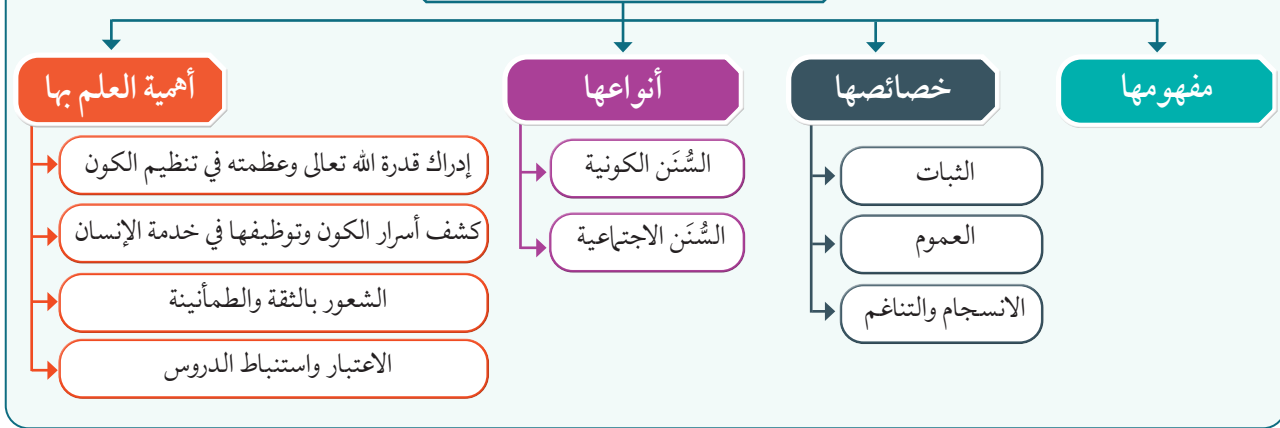 مفهومها
خصائصها
الثبات
العموم
الانسجام والتناغم
أنواعها
السُّنَن الكونية
السُّنَن الاجتماعية
أهمية العلم بها
إدراك قدرة الله تعالى وعظمته في تنظيم الكون
كشف أسرار الكون وتوظيفها في خدمة الإنسان
الشعور بالثقة والطمأنينة
الاعتبار واستنباط الدروس